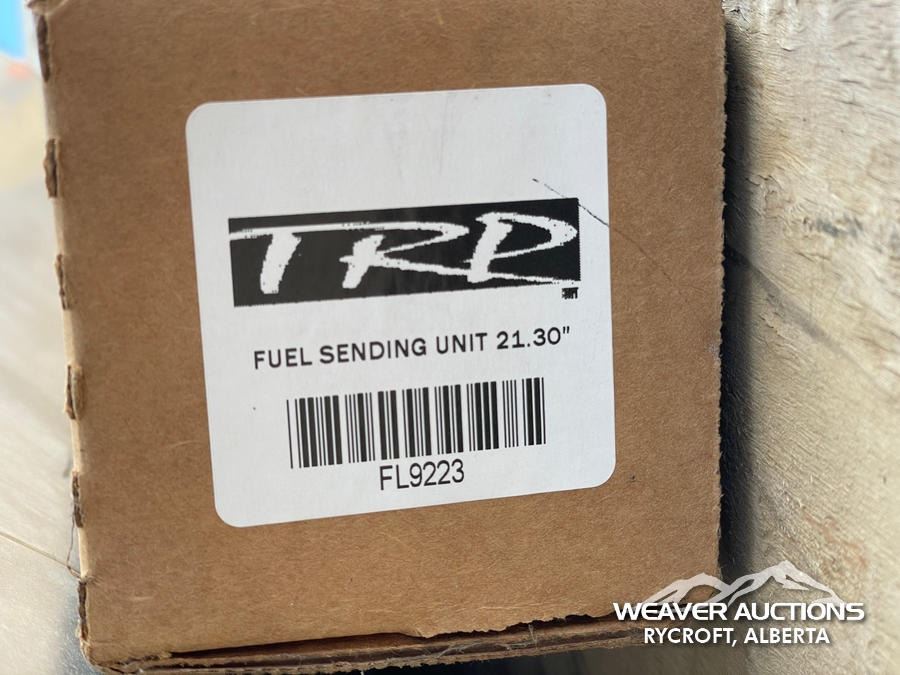 TRP
FUEL SENDING UNIT 21.30"
FL9223
WEAVER AUCTIONS
RYCROFT, ALBERTA